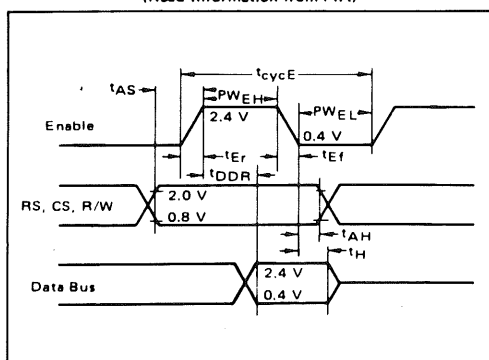 (Read Information from PTM)
tcycE
tAS
PWEH
PWEL
Enable
2.4 V
0.4 V
tEr
tEf
tDDR
RS, CS, R/W
2.0 V
0.8 V
tAH
tH
Data Bus
2.4 V
0.4 V